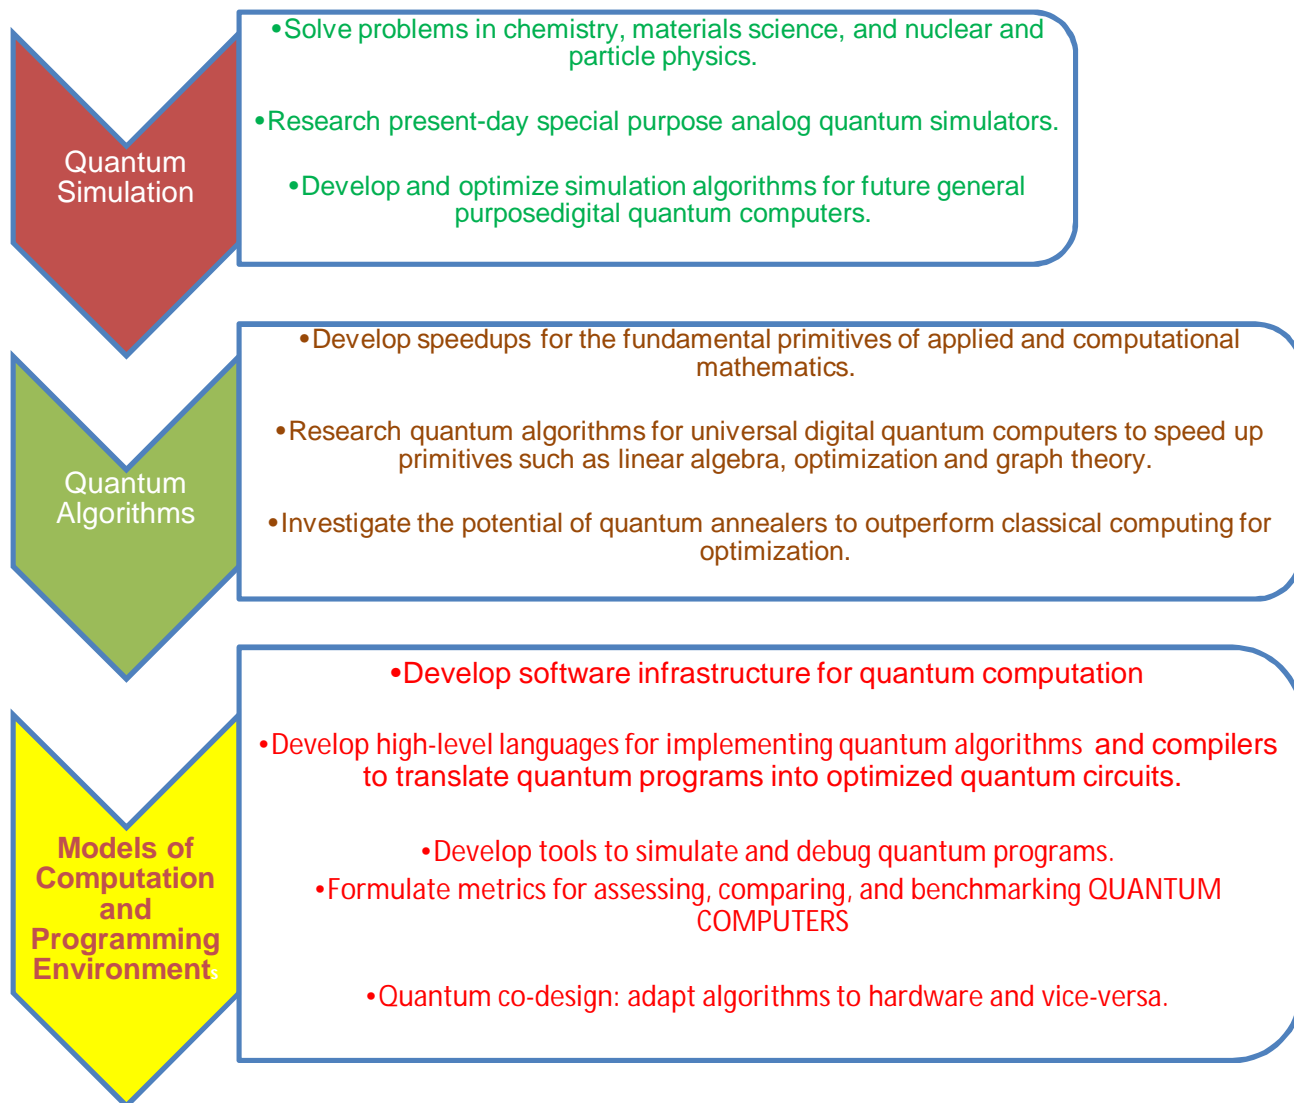 •Solve problems in chemistry, materials science, and nuclear and
particle physics.
•Research present-day special purpose analog quantum simulators.
•Develop and optimize simulation algorithms for future general
purposedigital quantum computers.
Quantum
Simulation
•Develop speedups for the fundamental primitives of applied and computational
mathematics.
•Research quantum algorithms for universal digital quantum computers to speed up
primitives such as linear algebra, optimization and graph theory.
•Investigate the potential of quantum annealers to outperform classical computing for
optimization.
Quantum
Algorithms
•Develop software infrastructure for quantum computation
•Develop high-level languages for implementing quantum algorithms and compilers
to translate quantum programs into optimized quantum circuits.
•Develop tools to simulate and debug quantum programs.
•Formulate metrics for assessing, comparing, and benchmarking QUANTUM
COMPUTERS
•Quantum co-design: adapt algorithms to hardware and vice-versa.
Models of
Computation
and
Programming
Environments